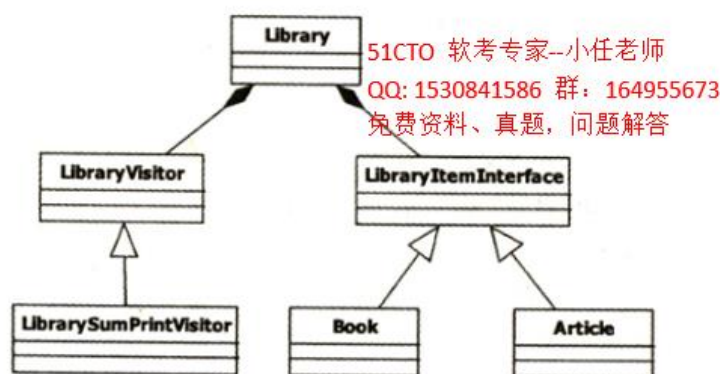 Library
51CTO 软考专家--小任老师
QQ: 1530841586 群：164955673
免费资料、真题，问题解答
LibraryVisitor
LibraryItemInterface
LibrarySumPrintVisitor
Book
Article